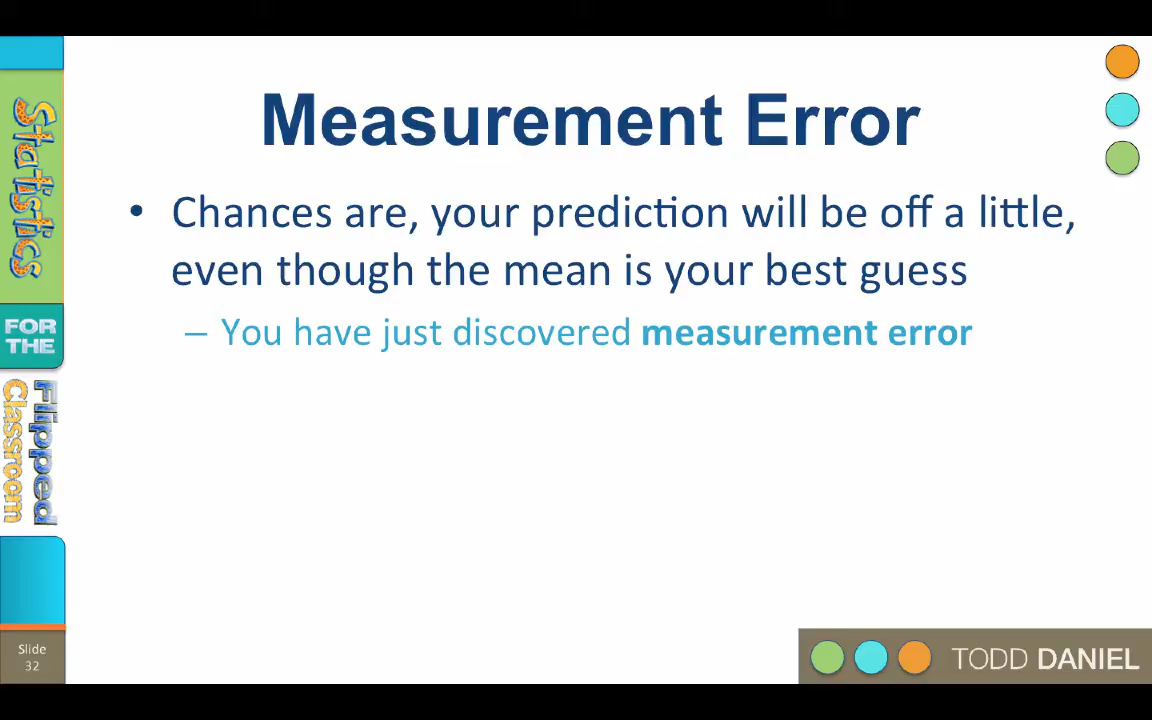 Measurement Error
• Chances are, your prediction will be off a little,
even though the mean is your best guess
– You have just discovered measurement error
Statistics
FOR
THE
Flipped
Classroom
Slide
32
TODD DANIEL